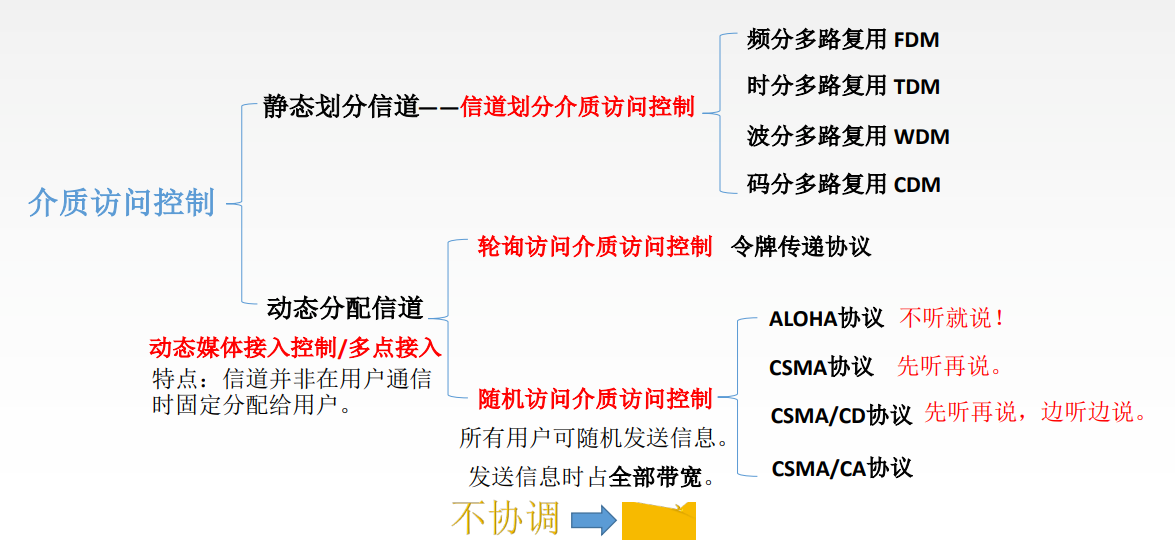 介质访问控制
静态划分信道——信道划分介质访问控制
频分多路复用 FDM
时分多路复用 TDM
波分多路复用 WDM
码分多路复用 CDM
动态分配信道
动态媒体接入控制/多点接入
特点：信道并非在用户通信
时固定分配给用户。
轮询访问介质访问控制 令牌传递协议
随机访问介质访问控制
所有用户可随机发送信息。
发送信息时占全部带宽。
ALOHA协议 不听就说！
CSMA协议 先听再说。
CSMA/CD协议 先听再说，边听边说。
CSMA/CA协议
不协调